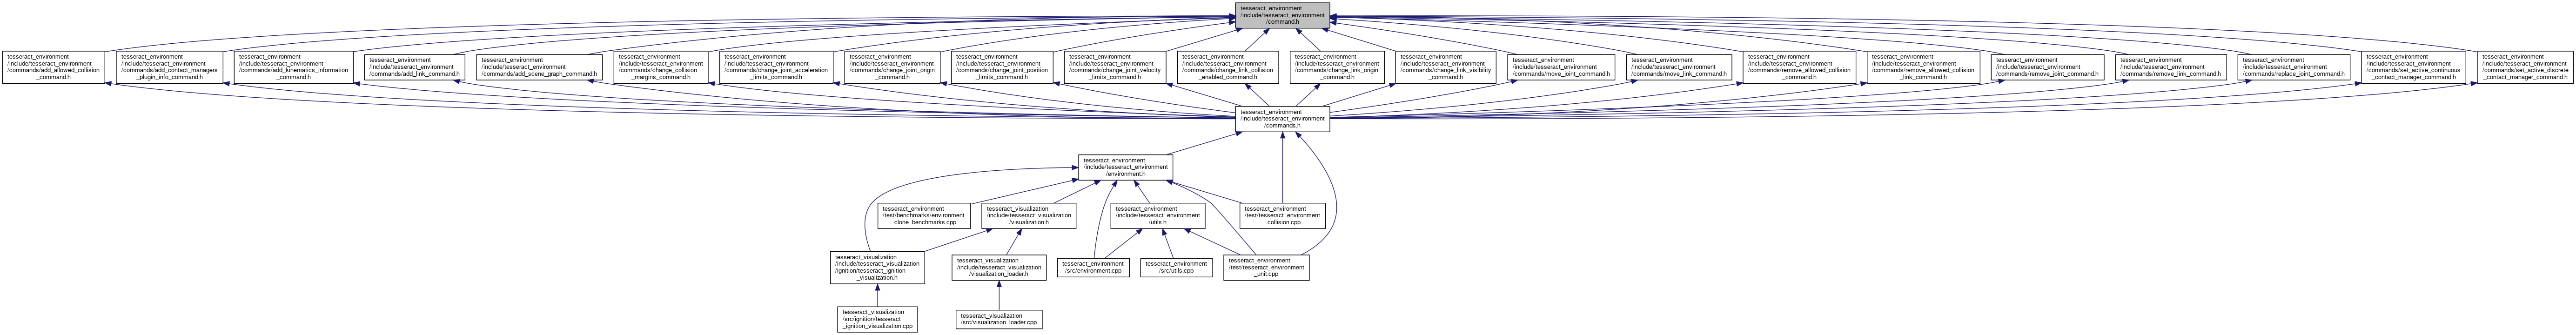 tesseract_environment
/include/tesseract_environment
/command.h
tesseract_environment
/include/tesseract_environment
/commands/add_allowed_collision
_command.h
tesseract_environment
/include/tesseract_environment
/commands/add_contact_managers
_plugin_info_command.h
tesseract_environment
/include/tesseract_environment
/commands/add_kinematics_information
_command.h
tesseract_environment
/include/tesseract_environment
/commands/add_link_command.h
tesseract_environment
/include/tesseract_environment
/commands/add_scene_graph_command.h
tesseract_environment
/include/tesseract_environment
/commands/change_collision
_margins_command.h
tesseract_environment
/include/tesseract_environment
/commands/change_joint_acceleration
_limits_command.h
tesseract_environment
/include/tesseract_environment
/commands/change_joint_origin
_command.h
tesseract_environment
/include/tesseract_environment
/commands/change_joint_position
_limits_command.h
tesseract_environment
/include/tesseract_environment
/commands/change_joint_velocity
_limits_command.h
tesseract_environment
/include/tesseract_environment
/commands/change_link_collision
_enabled_command.h
tesseract_environment
/include/tesseract_environment
/commands/change_link_origin
_command.h
tesseract_environment
/include/tesseract_environment
/commands/change_link_visibility
_command.h
tesseract_environment
/include/tesseract_environment
/commands/move_joint_command.h
tesseract_environment
/include/tesseract_environment
/commands/move_link_command.h
tesseract_environment
/include/tesseract_environment
/commands/remove_allowed_collision
_command.h
tesseract_environment
/include/tesseract_environment
/commands/remove_allowed_collision
_link_command.h
tesseract_environment
/include/tesseract_environment
/commands/remove_joint_command.h
tesseract_environment
/include/tesseract_environment
/commands/remove_link_command.h
tesseract_environment
/include/tesseract_environment
/commands/replace_joint_command.h
tesseract_environment
/include/tesseract_environment
/commands/set_active_continuous
_contact_manager_command.h
tesseract_environment
/include/tesseract_environment
/commands/set_active_discrete
_contact_manager_command.h
tesseract_environment
/include/tesseract_environment
/commands.h
tesseract_environment
/include/tesseract_environment
/environment.h
tesseract_environment
/test/benchmarks/environment
_clone_benchmarks.cpp
tesseract_visualization
/include/tesseract_visualization
/visualization.h
tesseract_environment
/include/tesseract_environment
/utils.h
tesseract_environment
/test/tesseract_environment
_collision.cpp
tesseract_visualization
/include/tesseract_visualization
/ignition/tesseract_ignition
_visualization.h
tesseract_visualization
/include/tesseract_visualization
/visualization_loader.h
tesseract_environment
/src/environment.cpp
tesseract_environment
/src/utils.cpp
tesseract_environment
/test/tesseract_environment
_unit.cpp
tesseract_visualization
/src/ignition/tesseract
_ignition_visualization.cpp
tesseract_visualization
/src/visualization_loader.cpp